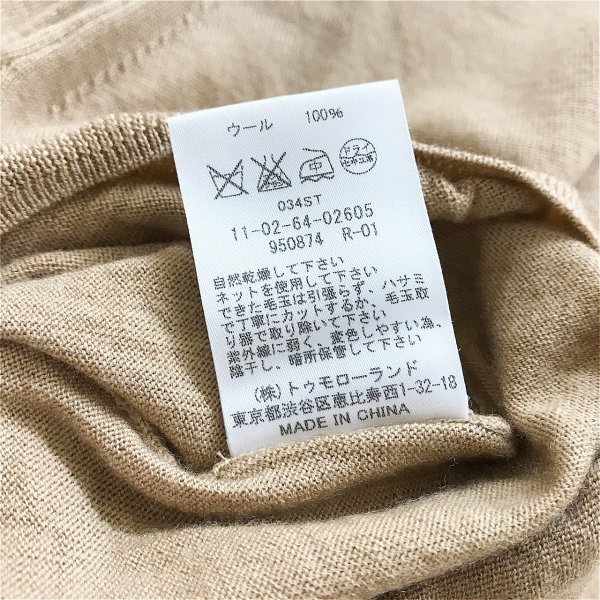 ウール 100%
中 ドライ
セキユ系
034ST
11-02-64-02605
950874 R-01
自然乾燥して下さい
ネットを使用して下さい
できた毛玉は引張らず、ハサミ
で丁寧にカットするか、毛玉取
り器で取り除いて下さい
紫外線に弱く、変色しやすい為、
陰干し、暗所保管して下さい
(株)トゥモローランド
東京都渋谷区恵比寿西1-32-18
MADE IN CHINA